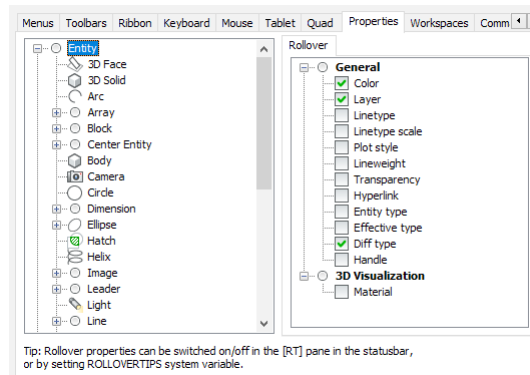 Menus Toolbars Ribbon Keyboard Mouse Tablet Quad Properties Workspaces Comm
Entity
3D Face
3D Solid
Arc
Array
Block
Center Entity
Body
Camera
Circle
Dimension
Ellipse
Hatch
Helix
Image
Leader
Light
Line
Rollover
General
Color
Layer
Linetype
Linetype scale
Plot style
Lineweight
Transparency
Hyperlink
Entity type
Effective type
Diff type
Handle
3D Visualization
Material
Tip: Rollover properties can be switched on/off in the [RT] pane in the statusbar,
or by setting ROLLOVERTIPS system variable.